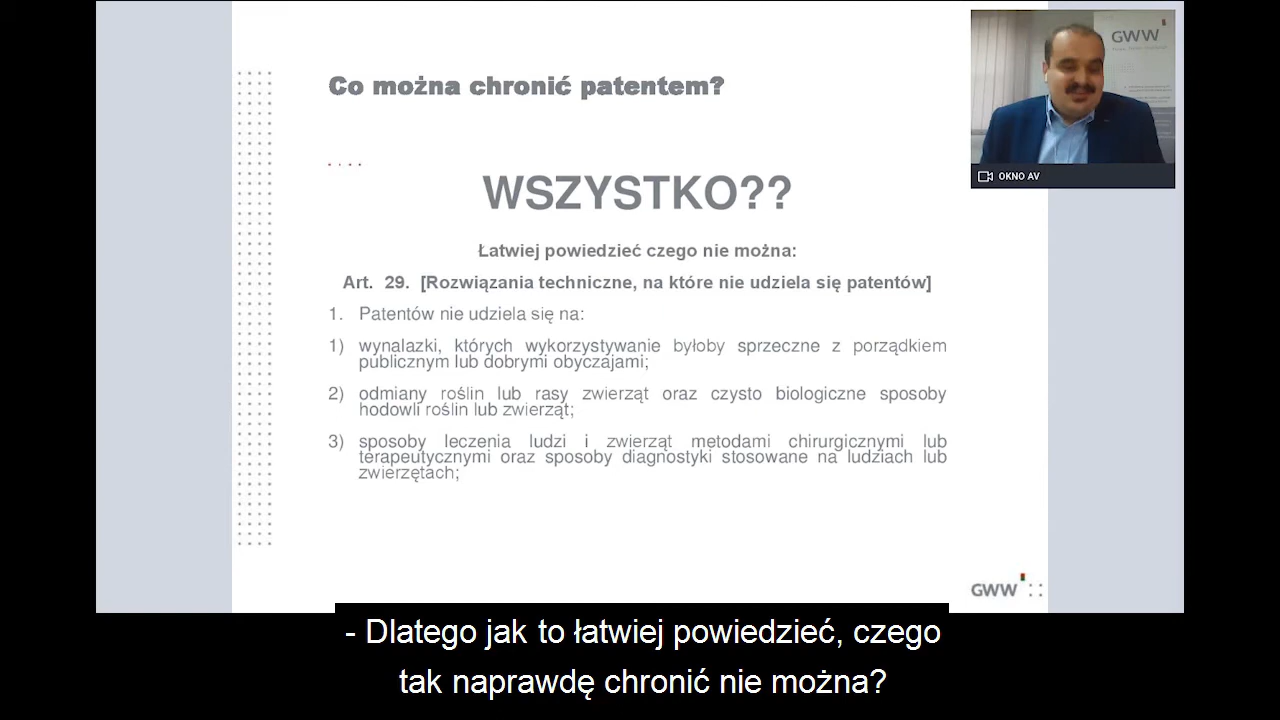 Co można chronić patentem?
GWW
OKNO AV
WSZYSTKO??
Łatwiej powiedzieć czego nie można:
Art. 29. [Rozwiązania techniczne, na które nie udziela się patentów]
1. Patentów nie udziela się na:
1) wynalazki, których wykorzystywanie byłoby sprzeczne z porządkiem
publicznym lub dobrymi obyczajami;
2) odmiany roślin lub rasy zwierząt oraz czysto biologiczne sposoby
hodowli roślin lub zwierząt;
3) sposoby leczenia ludzi i zwierząt metodami chirurgicznymi lub
terapeutycznymi oraz sposoby diagnostyki stosowane na ludziach lub
zwierzętach;
GWW
- Dlatego jak to łatwiej powiedzieć, czego
tak naprawdę chronić nie można?